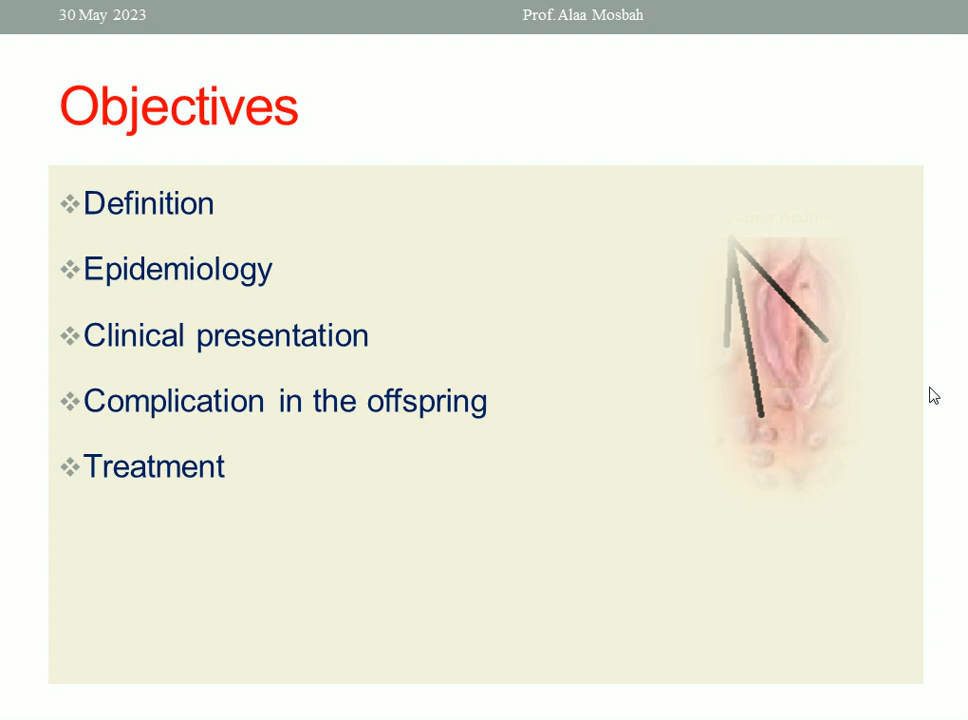 30 May 2023
Prof. Alaa Mosbah
Objectives
Definition
Epidemiology
Clinical presentation
Complication in the offspring
Treatment